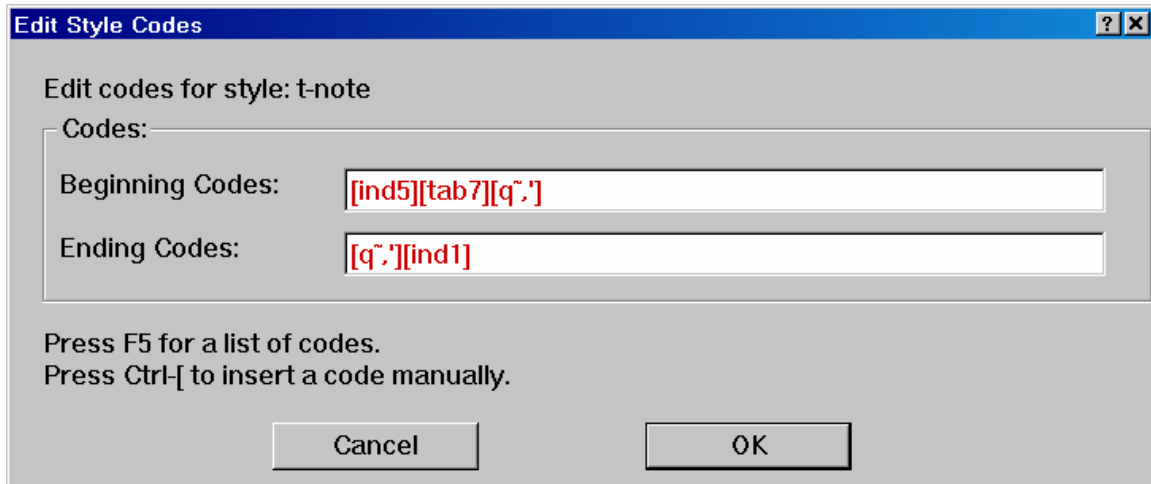 Edit Style Codes
Edit codes for style: t-note
Codes:
Beginning Codes: [ind5][tab7][q~,']
Ending Codes: [q~,'][ind1]
Press F5 for a list of codes.
Press Ctrl-[ to insert a code manually.
Cancel OK